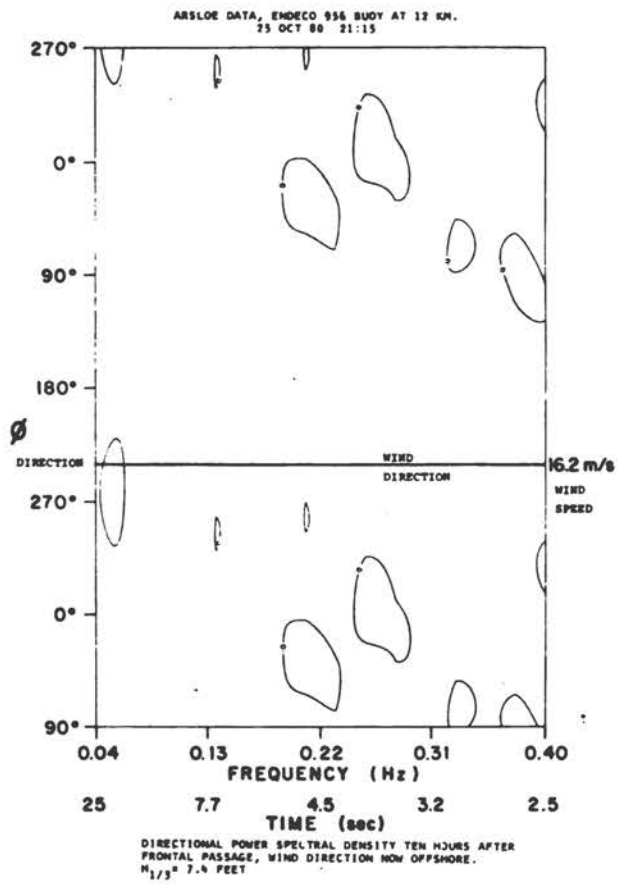 ARSLOE DATA, ENDECO 956 BUOY AT 12 KM.
25 OCT 80 21:15
270°
0°
90°
180°
Ø
DIRECTION
WIND
DIRECTION
16.2 m/s
WIND
SPEED
270°
0°
90°
0.04 0.13 0.22 0.31 0.40
FREQUENCY (Hz)
25 7.7 4.5 3.2 2.5
TIME (sec)
DIRECTIONAL POWER SPECTRAL DENSITY TEN HOURS AFTER
FRONTAL PASSAGE, WIND DIRECTION NOW OFFSHORE.
H1/3= 7.4 FEET